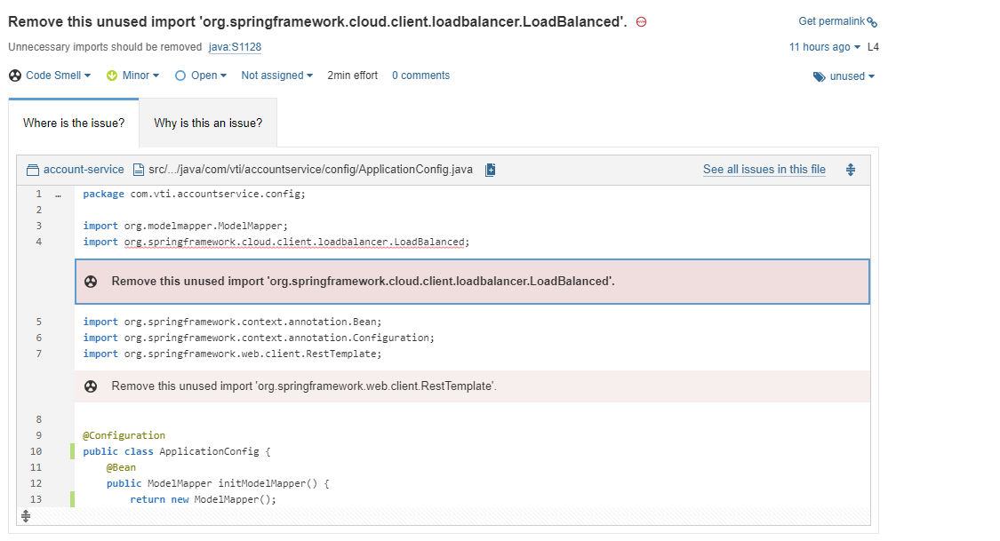 Remove this unused import 'org.springframework.cloud.client.loadbalancer.LoadBalanced'. Get permalink
Unnecessary imports should be removed java:S1128 11 hours ago L4
Code Smell Minor Open Not assigned 2min effort 0 comments unused
Where is the issue? Why is this an issue?
account-service src/.../java/com/vti/accountservice/config/ApplicationConfig.java See all issues in this file
1 … package com.vti.accountservice.config;
2
3 import org.modelmapper.ModelMapper;
4 import org.springframework.cloud.client.loadbalancer.LoadBalanced;
Remove this unused import 'org.springframework.cloud.client.loadbalancer.LoadBalanced'.
5 import org.springframework.context.annotation.Bean;
6 import org.springframework.context.annotation.Configuration;
7 import org.springframework.web.client.RestTemplate;
Remove this unused import 'org.springframework.web.client.RestTemplate'.
8
9 @Configuration
10 public class ApplicationConfig {
11 @Bean
12 public ModelMapper initModelMapper() {
13 return new ModelMapper();